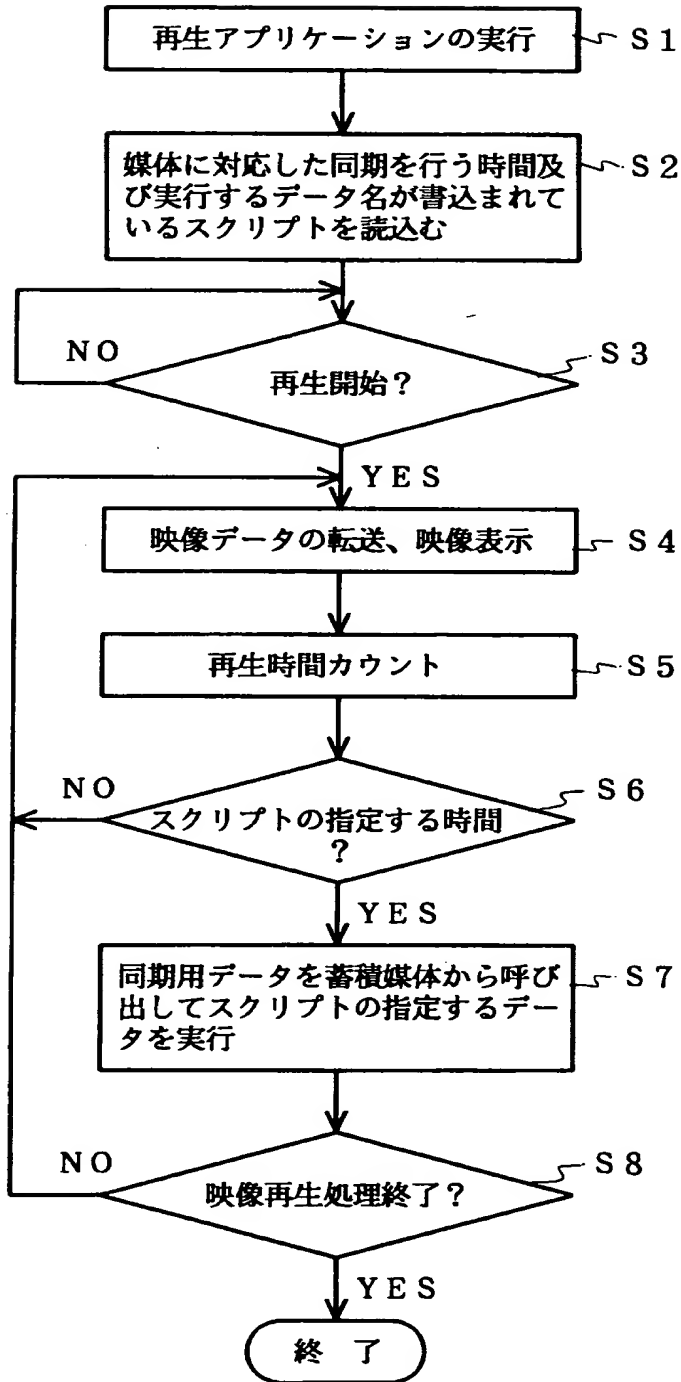 再生アプリケーションの実行
S1
媒体に対応した同期を行う時間及
び実行するデータ名が書込まれて
いるスクリプトを読込む
S2
NO
再生開始?
S3
YES
映像データの転送、映像表示
S4
再生時間カウント
S5
NO
スクリプトの指定する時間
?
S6
YES
同期用データを蓄積媒体から呼び
出してスクリプトの指定するデー
タを実行
S7
NO
映像再生処理終了?
S8
YES
終 了